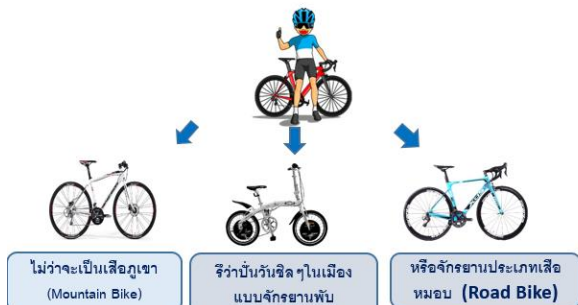 ไม่ว่าจะเป็นเสือภูเขา
(Mountain Bike)
รึว่าปั่นวันชิลๆในเมือง
แบบจักรยานพับ
หรือจักรยานประเภทเสือ
หมอบ (Road Bike)